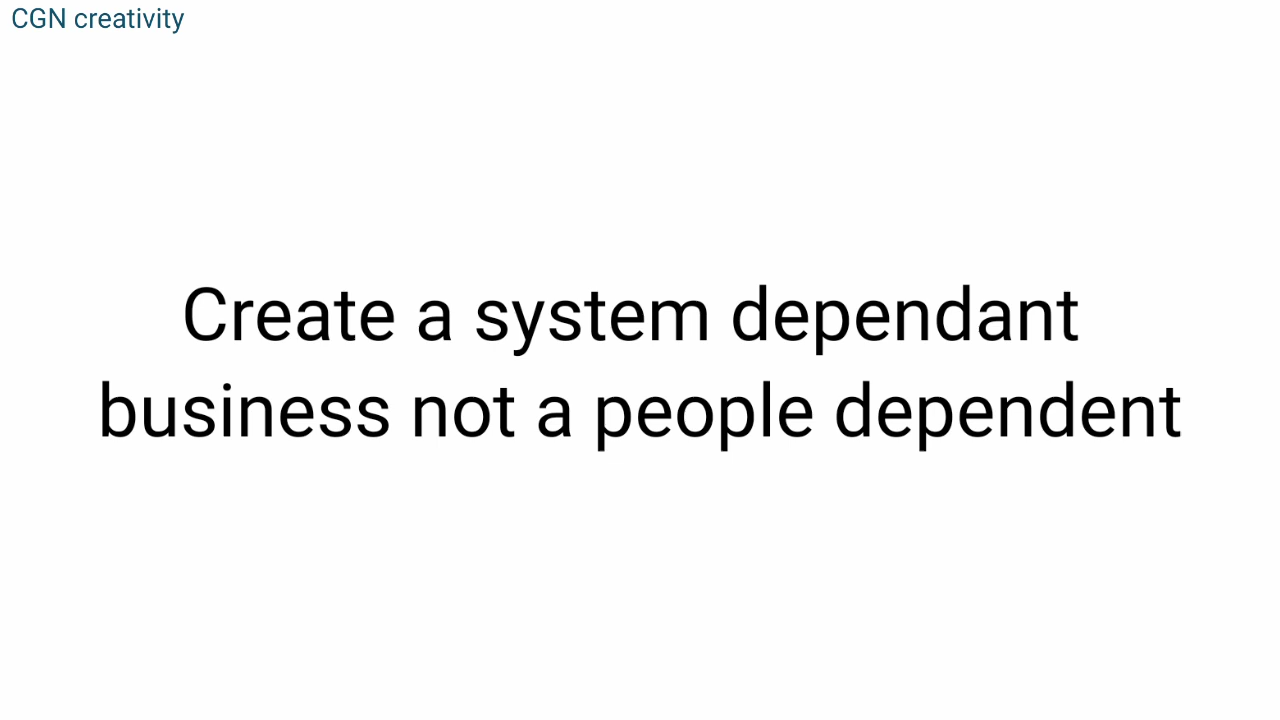 CGN creativity
Create a system dependant
business not a people dependent